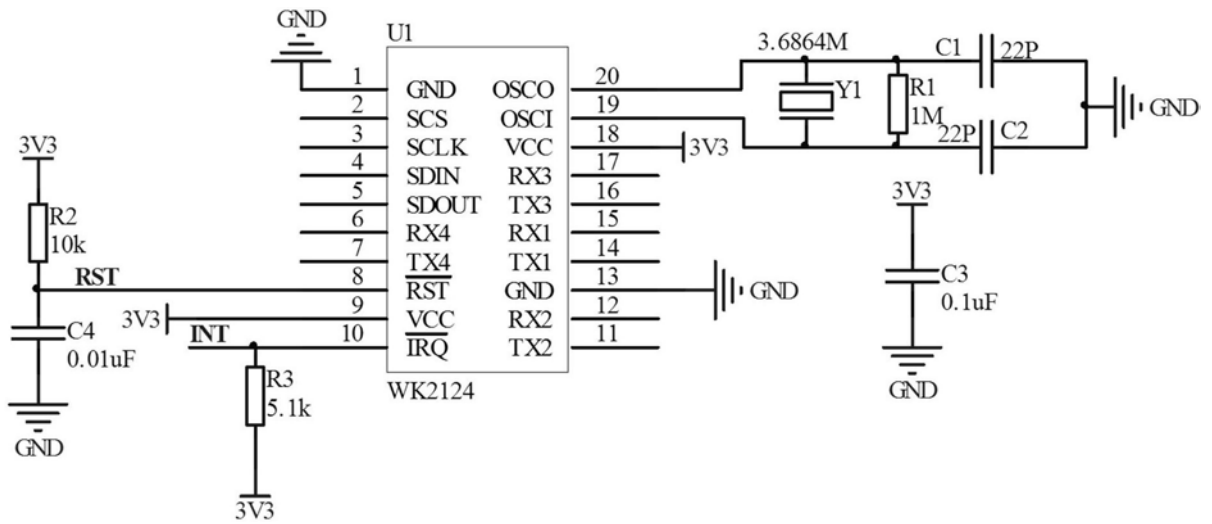 GND
U1
3.6864M
C1
22P
1
GND
OSCO
20
Y1
R1
1M
GND
2
SCS
OSCI
19
22P
C2
3V3
3
SCLK
VCC
18
3V3
4
SDIN
RX3
17
R2
10k
5
SDOUT
TX3
16
3V3
6
RX4
RX1
15
7
TX4
TX1
14
RST
8
RST
GND
13
GND
C3
0.1uF
3V3
9
VCC
RX2
12
C4
0.01uF
INT
10
IRQ
TX2
11
R3
5.1k
WK2124
GND
GND
3V3